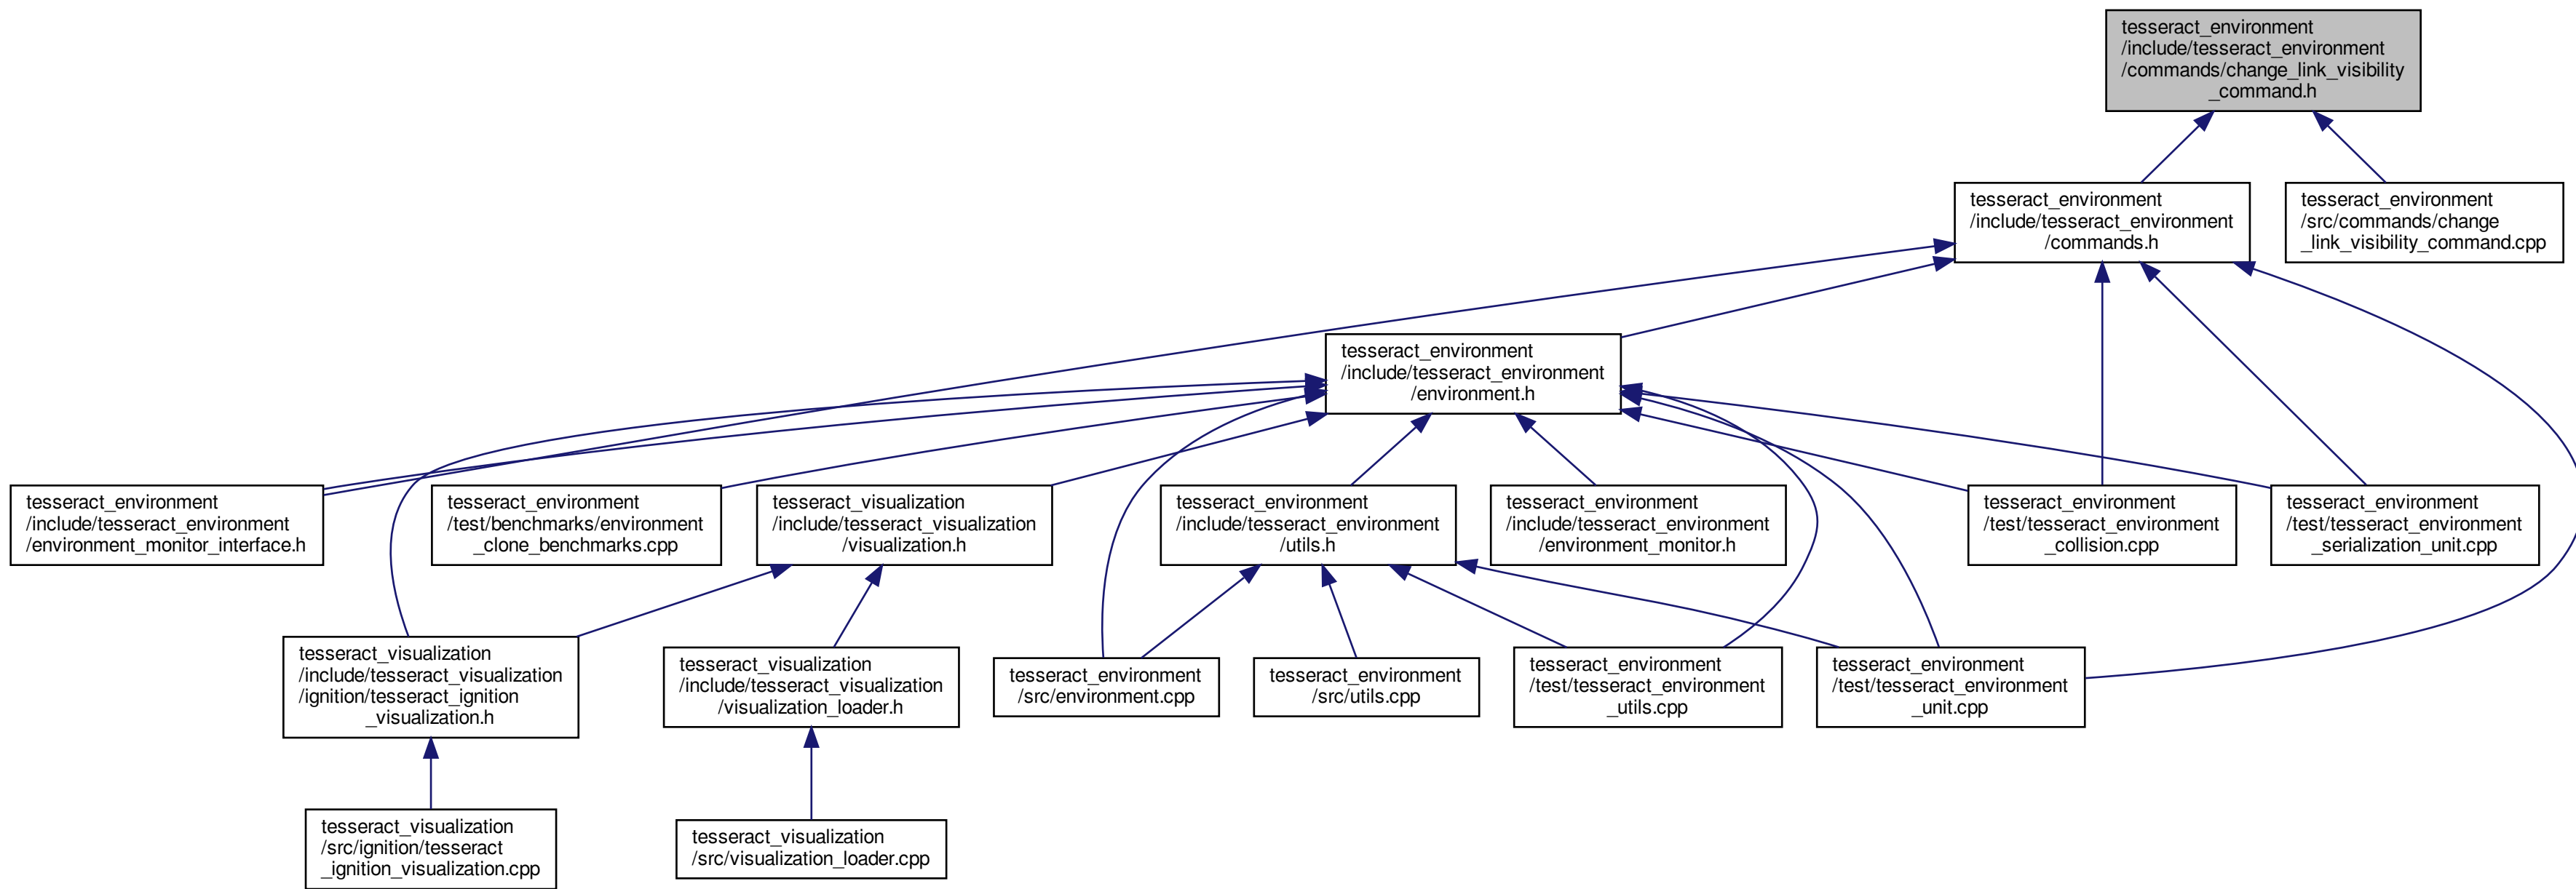 tesseract_environment
/include/tesseract_environment
/commands/change_link_visibility
_command.h
tesseract_environment
/include/tesseract_environment
/commands.h
tesseract_environment
/src/commands/change
_link_visibility_command.cpp
tesseract_environment
/include/tesseract_environment
/environment.h
tesseract_environment
/include/tesseract_environment
/environment_monitor_interface.h
tesseract_environment
/test/benchmarks/environment
_clone_benchmarks.cpp
tesseract_visualization
/include/tesseract_visualization
/visualization.h
tesseract_environment
/include/tesseract_environment
/utils.h
tesseract_environment
/include/tesseract_environment
/environment_monitor.h
tesseract_environment
/test/tesseract_environment
_collision.cpp
tesseract_environment
/test/tesseract_environment
_serialization_unit.cpp
tesseract_visualization
/include/tesseract_visualization
/ignition/tesseract_ignition
_visualization.h
tesseract_visualization
/include/tesseract_visualization
/visualization_loader.h
tesseract_environment
/src/environment.cpp
tesseract_environment
/src/utils.cpp
tesseract_environment
/test/tesseract_environment
_utils.cpp
tesseract_environment
/test/tesseract_environment
_unit.cpp
tesseract_visualization
/src/ignition/tesseract
_ignition_visualization.cpp
tesseract_visualization
/src/visualization_loader.cpp